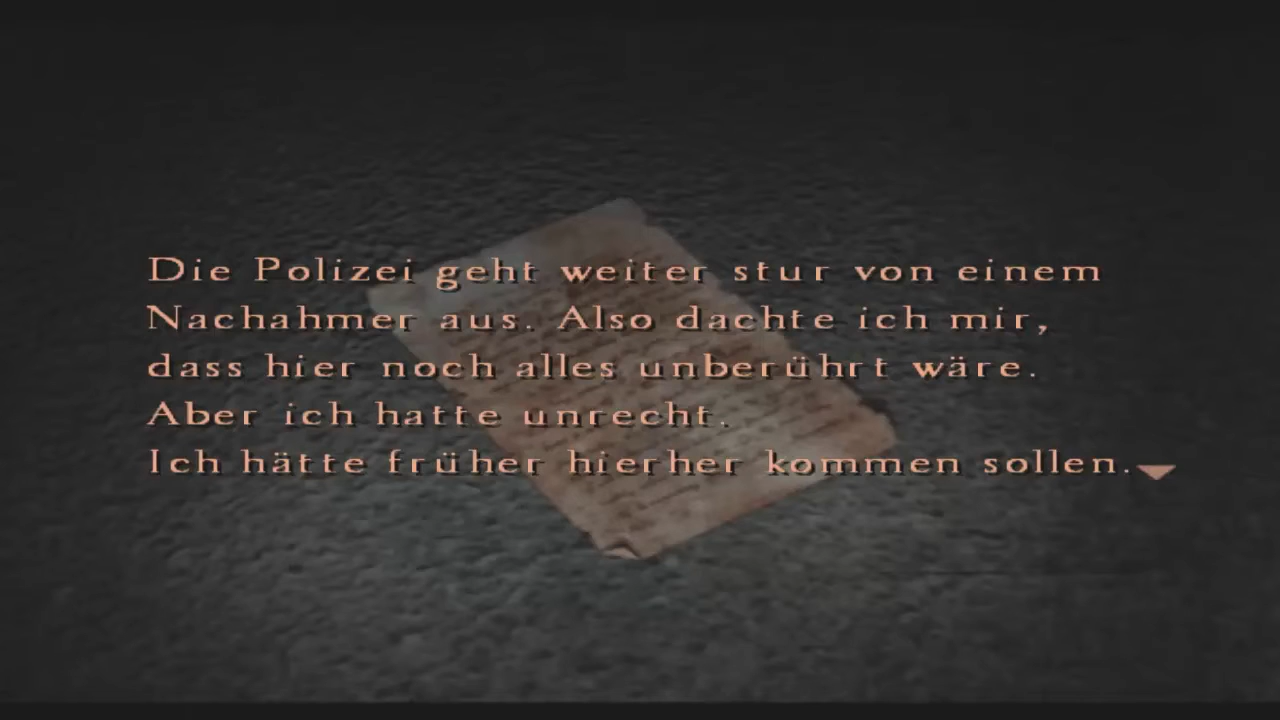 Die Polizei geht weiter stur von einem
Nachahmer aus. Also dachte ich mir,
dass hier noch alles unberührt wäre.
Aber ich hatte unrecht.
Ich hätte früher hierher kommen sollen.